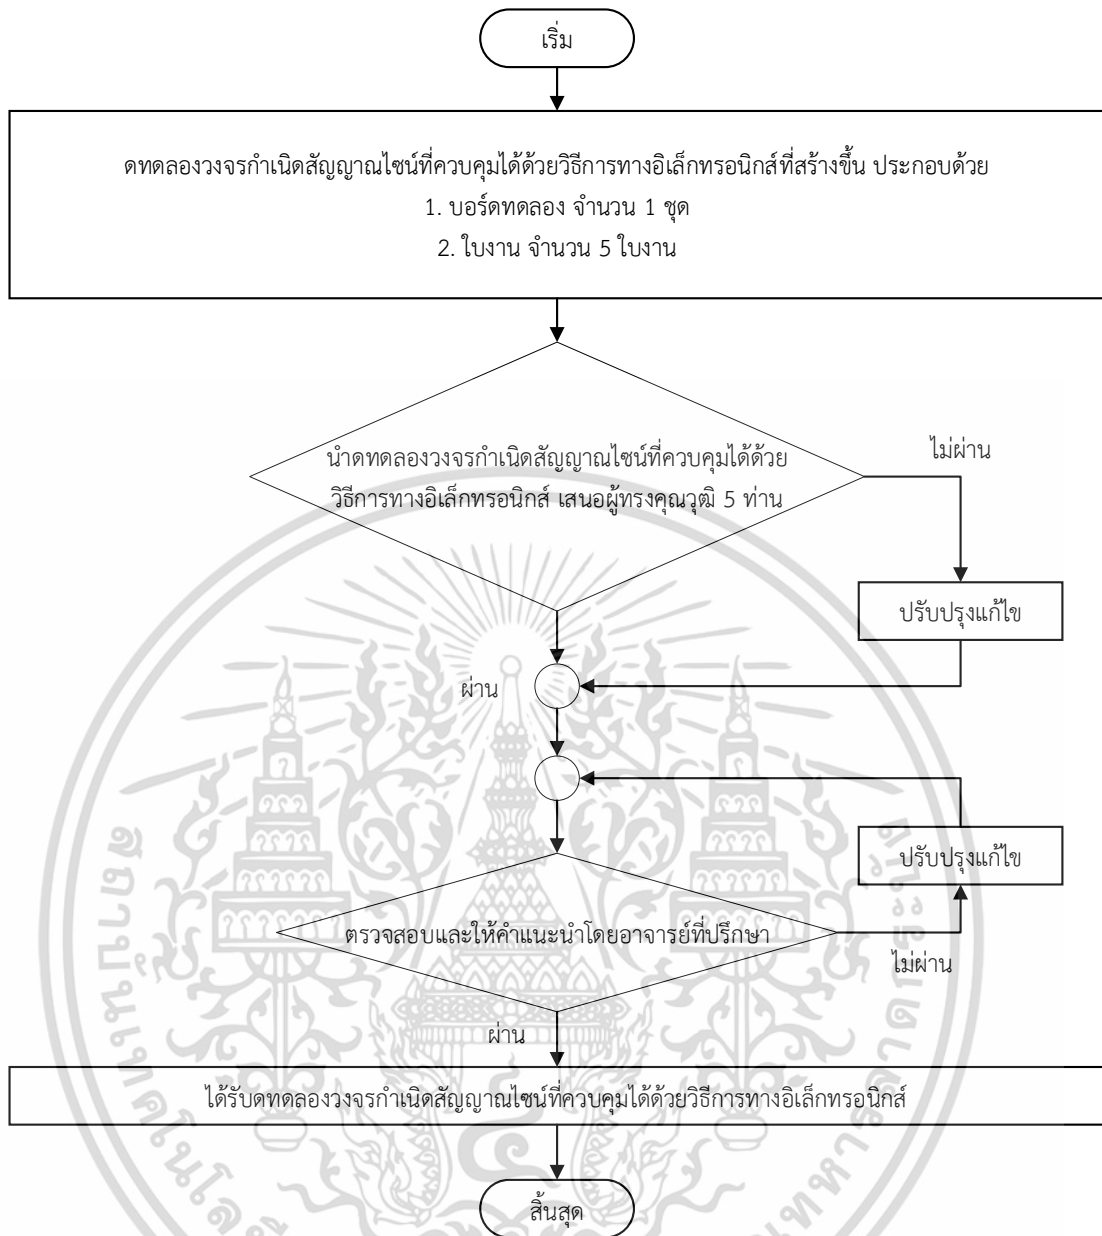 เริ่ม
ดทดลองวงจรกำเนิดสัญญาณไซน์ที่ควบคุมได้ด้วยวิธีการทางอิเล็กทรอนิกส์ที่สร้างขึ้น ประกอบด้วย
1. บอร์ดทดลอง จำนวน 1 ชุด
2. ใบงาน จำนวน 5 ใบงาน
นำดทดลองวงจรกำเนิดสัญญาณไซน์ที่ควบคุมได้ด้วย
วิธีการทางอิเล็กทรอนิกส์ เสนอผู้ทรงคุณวุฒิ 5 ท่าน
ไม่ผ่าน
ปรับปรุงแก้ไข
ผ่าน
ปรับปรุงแก้ไข
ตรวจสอบและให้คำแนะนำโดยอาจารย์ที่ปรึกษา
ไม่ผ่าน
ผ่าน
ได้รับดทดลองวงจรกำเนิดสัญญาณไซน์ที่ควบคุมได้ด้วยวิธีการทางอิเล็กทรอนิกส์
สิ้นสุด